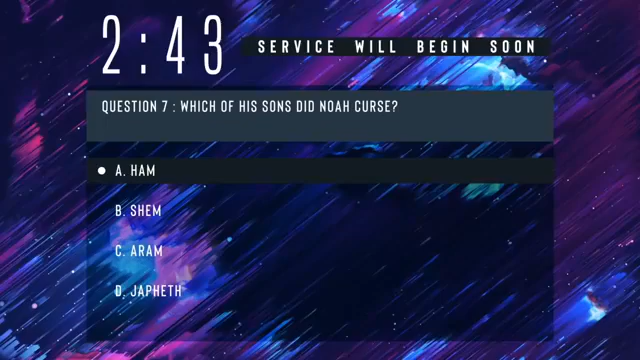 2:43
SERVICE WILL BEGIN SOON
QUESTION 7 : WHICH OF HIS SONS DID NOAH CURSE?
A. HAM
B. SHEM
C. ARAM
D. JAPHETH